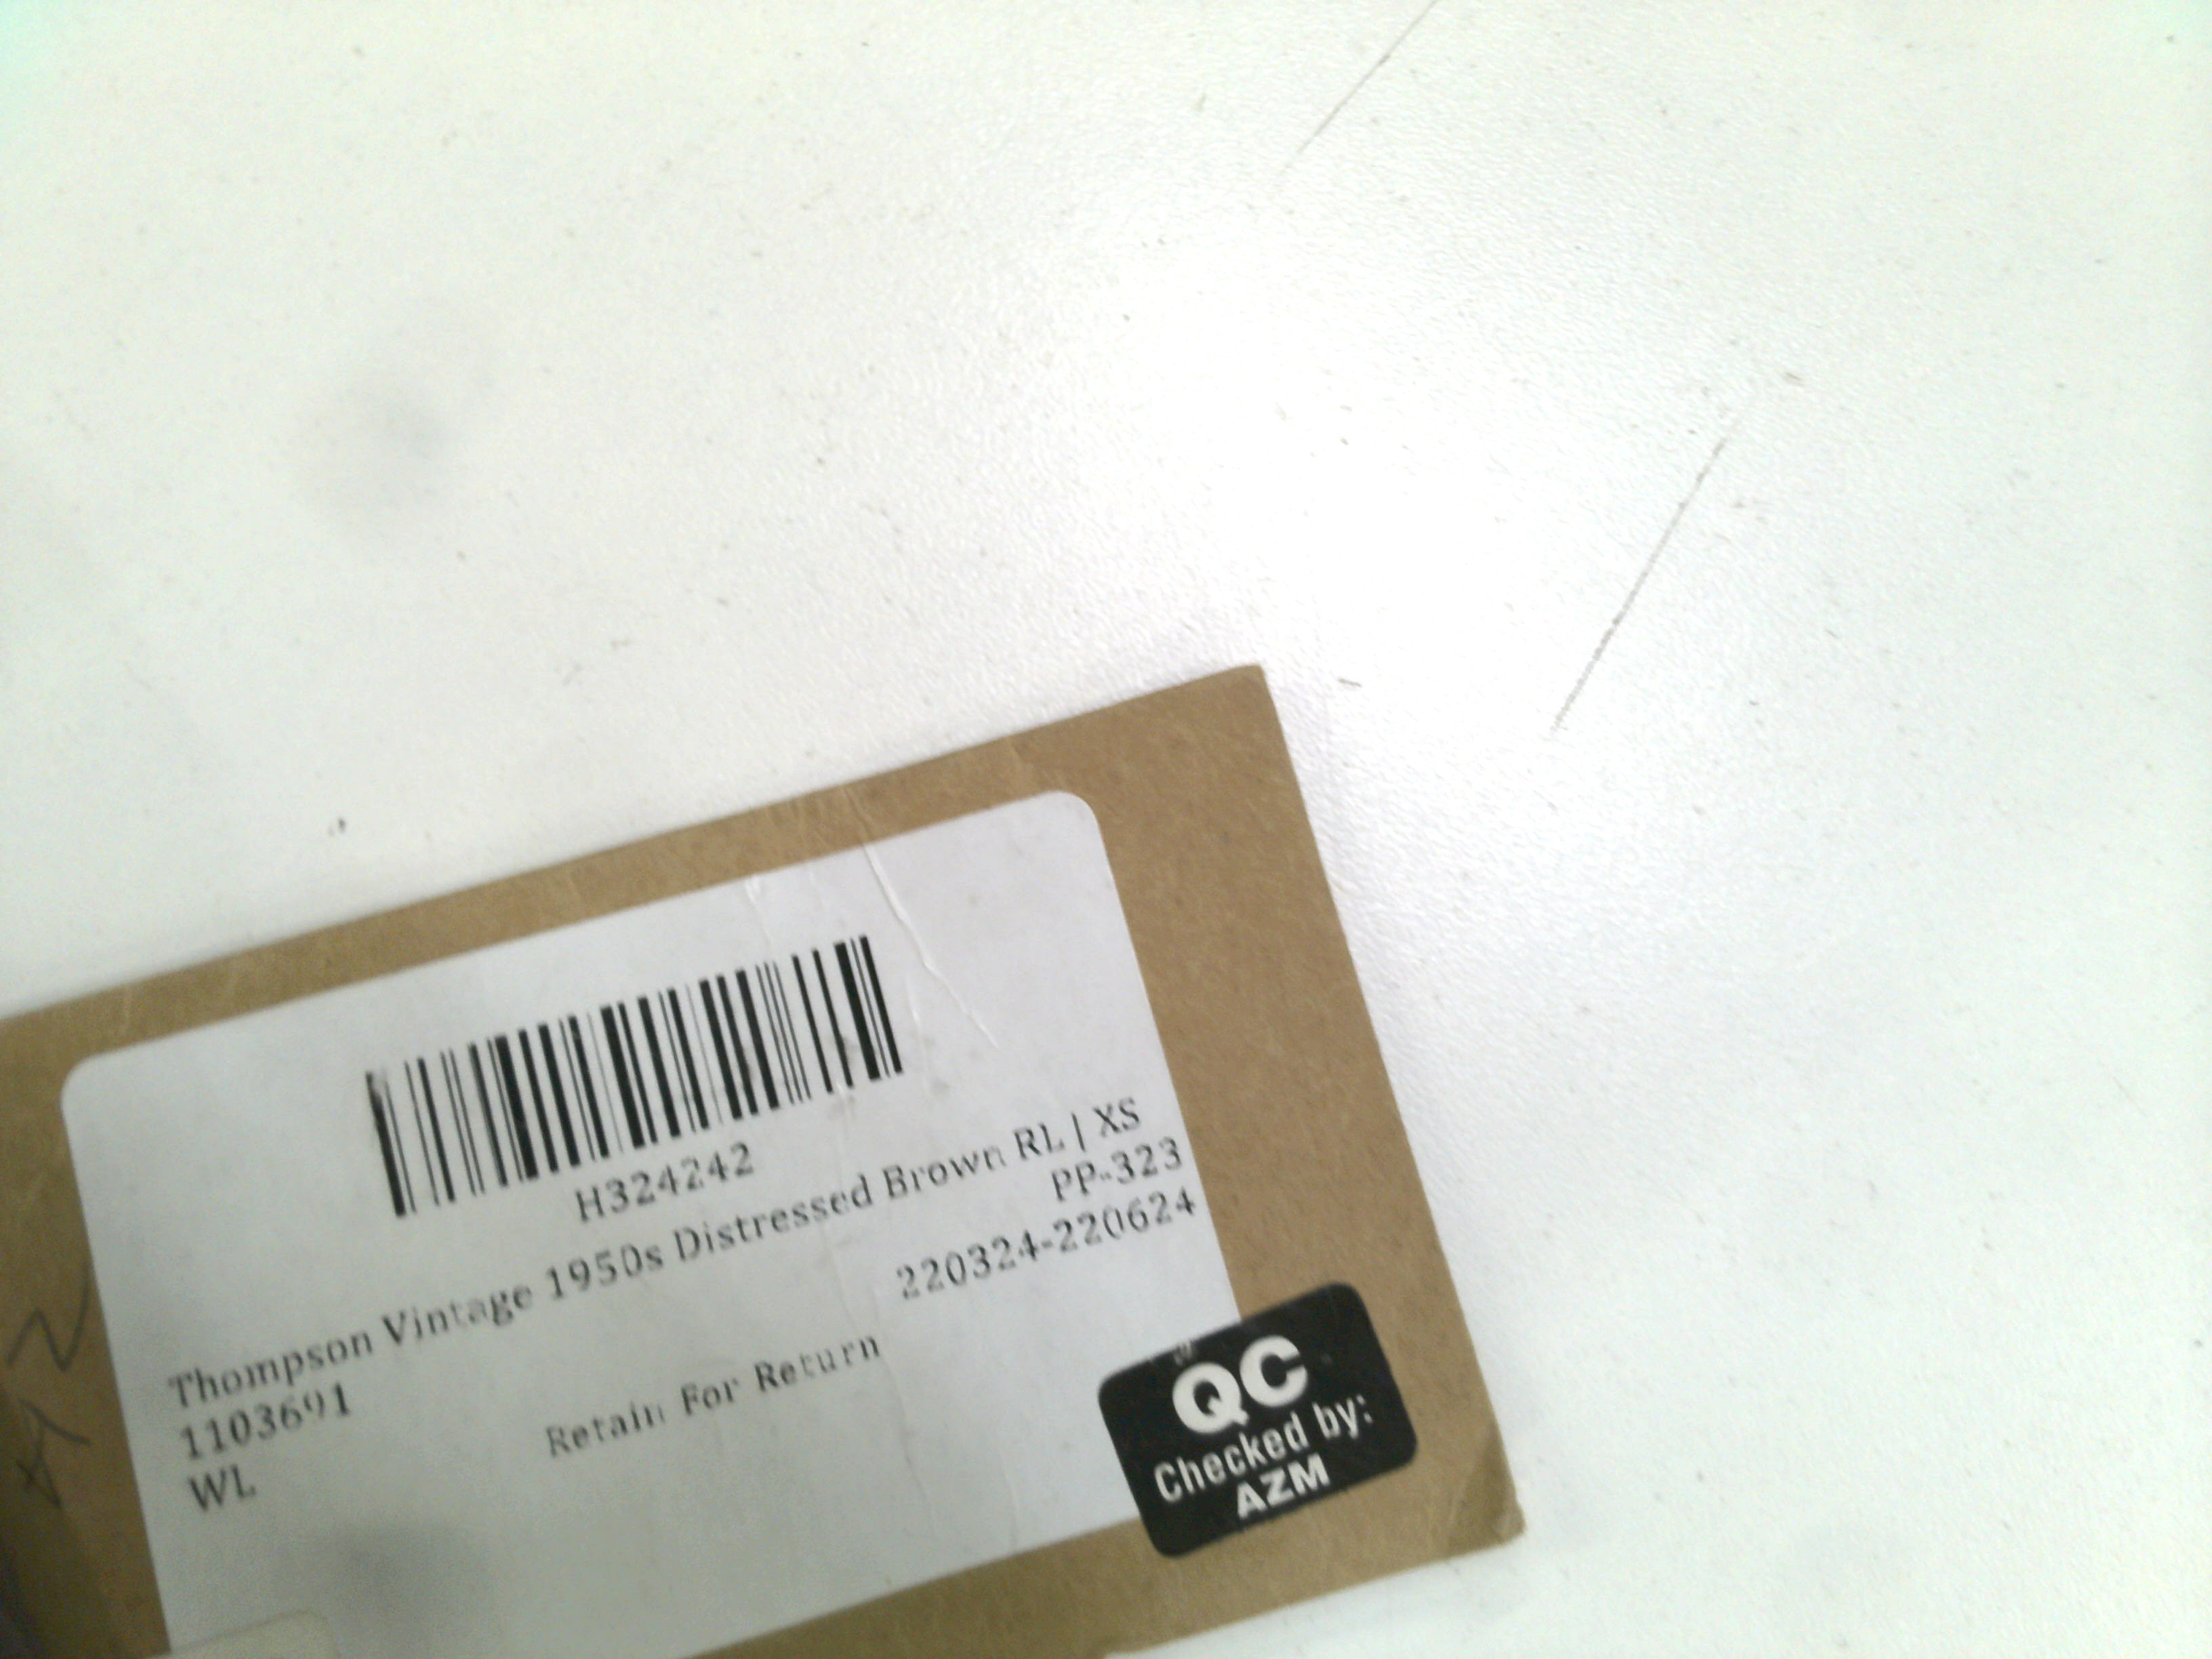 H324242
Thompson Vintage 1950s Distressed Brown RL | XS
1103691
PP-323
WL
220324-220624
Retain For Return
QC
Checked by:
AZM